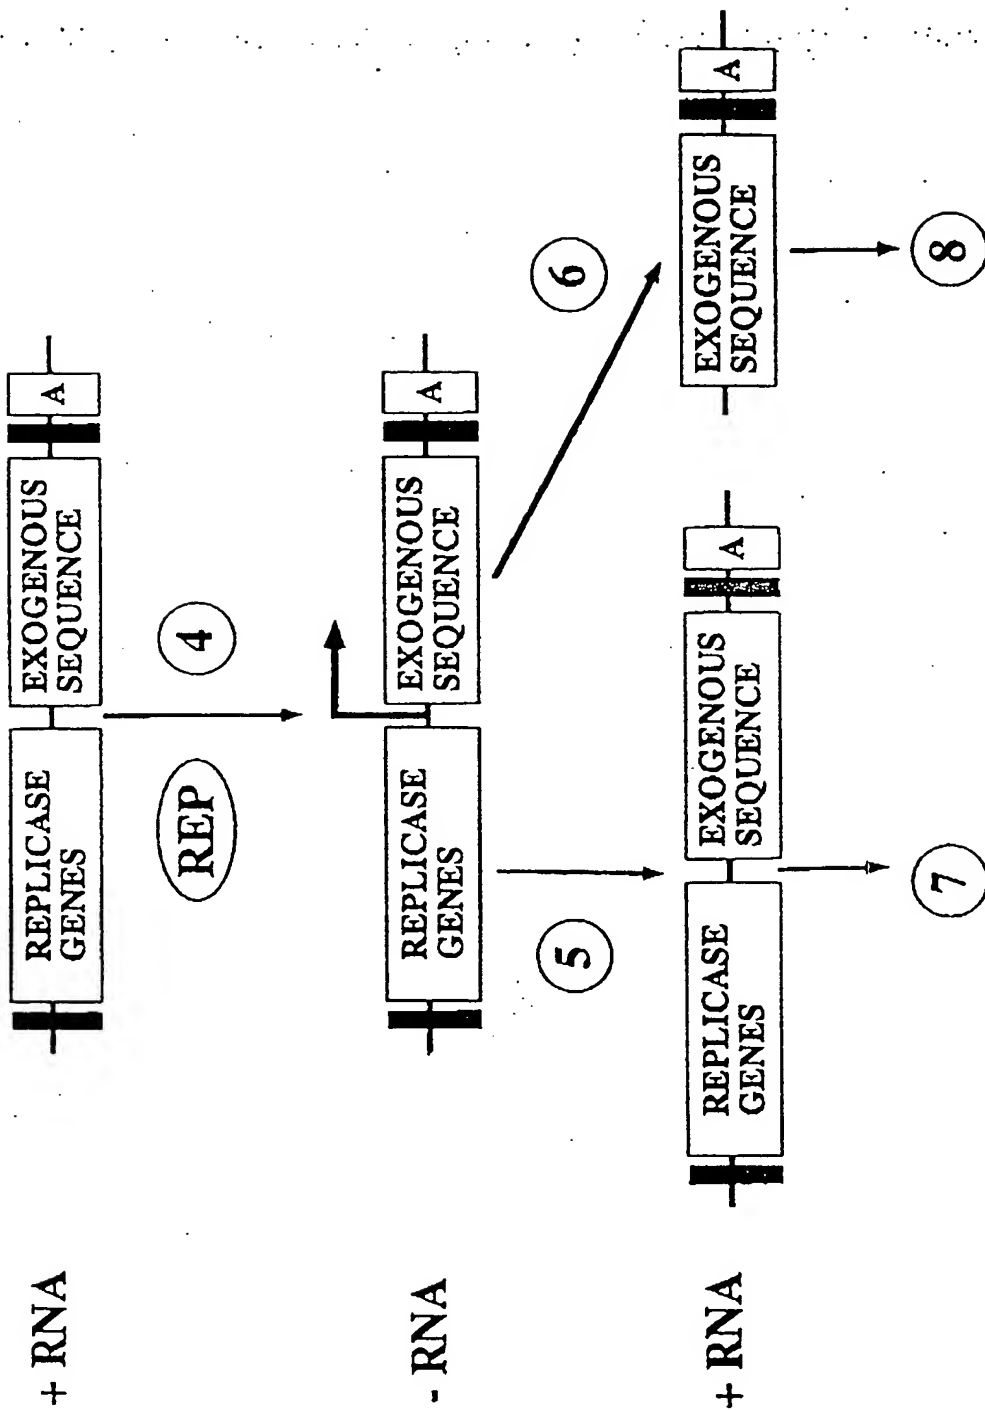 + RNA
REPLICASE
GENES
EXOGENOUS
SEQUENCE
A
REP
4
- RNA
REPLICASE
GENES
EXOGENOUS
SEQUENCE
A
5
6
+ RNA
REPLICASE
GENES
EXOGENOUS
SEQUENCE
A
EXOGENOUS
SEQUENCE
A
7
8